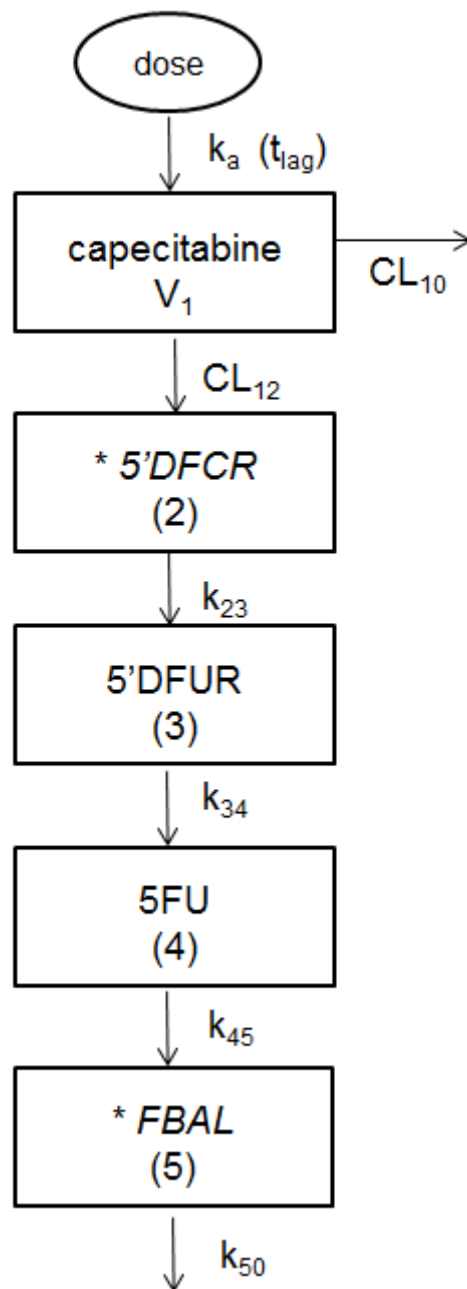 dose
kₐ (tₗₐg)
capecitabine
V₁
CL₁₀
CL₁₂
* 5'DFCR
(2)
k₂₃
5'DFUR
(3)
k₃₄
5FU
(4)
k₄₅
* FBAL
(5)
k₅₀